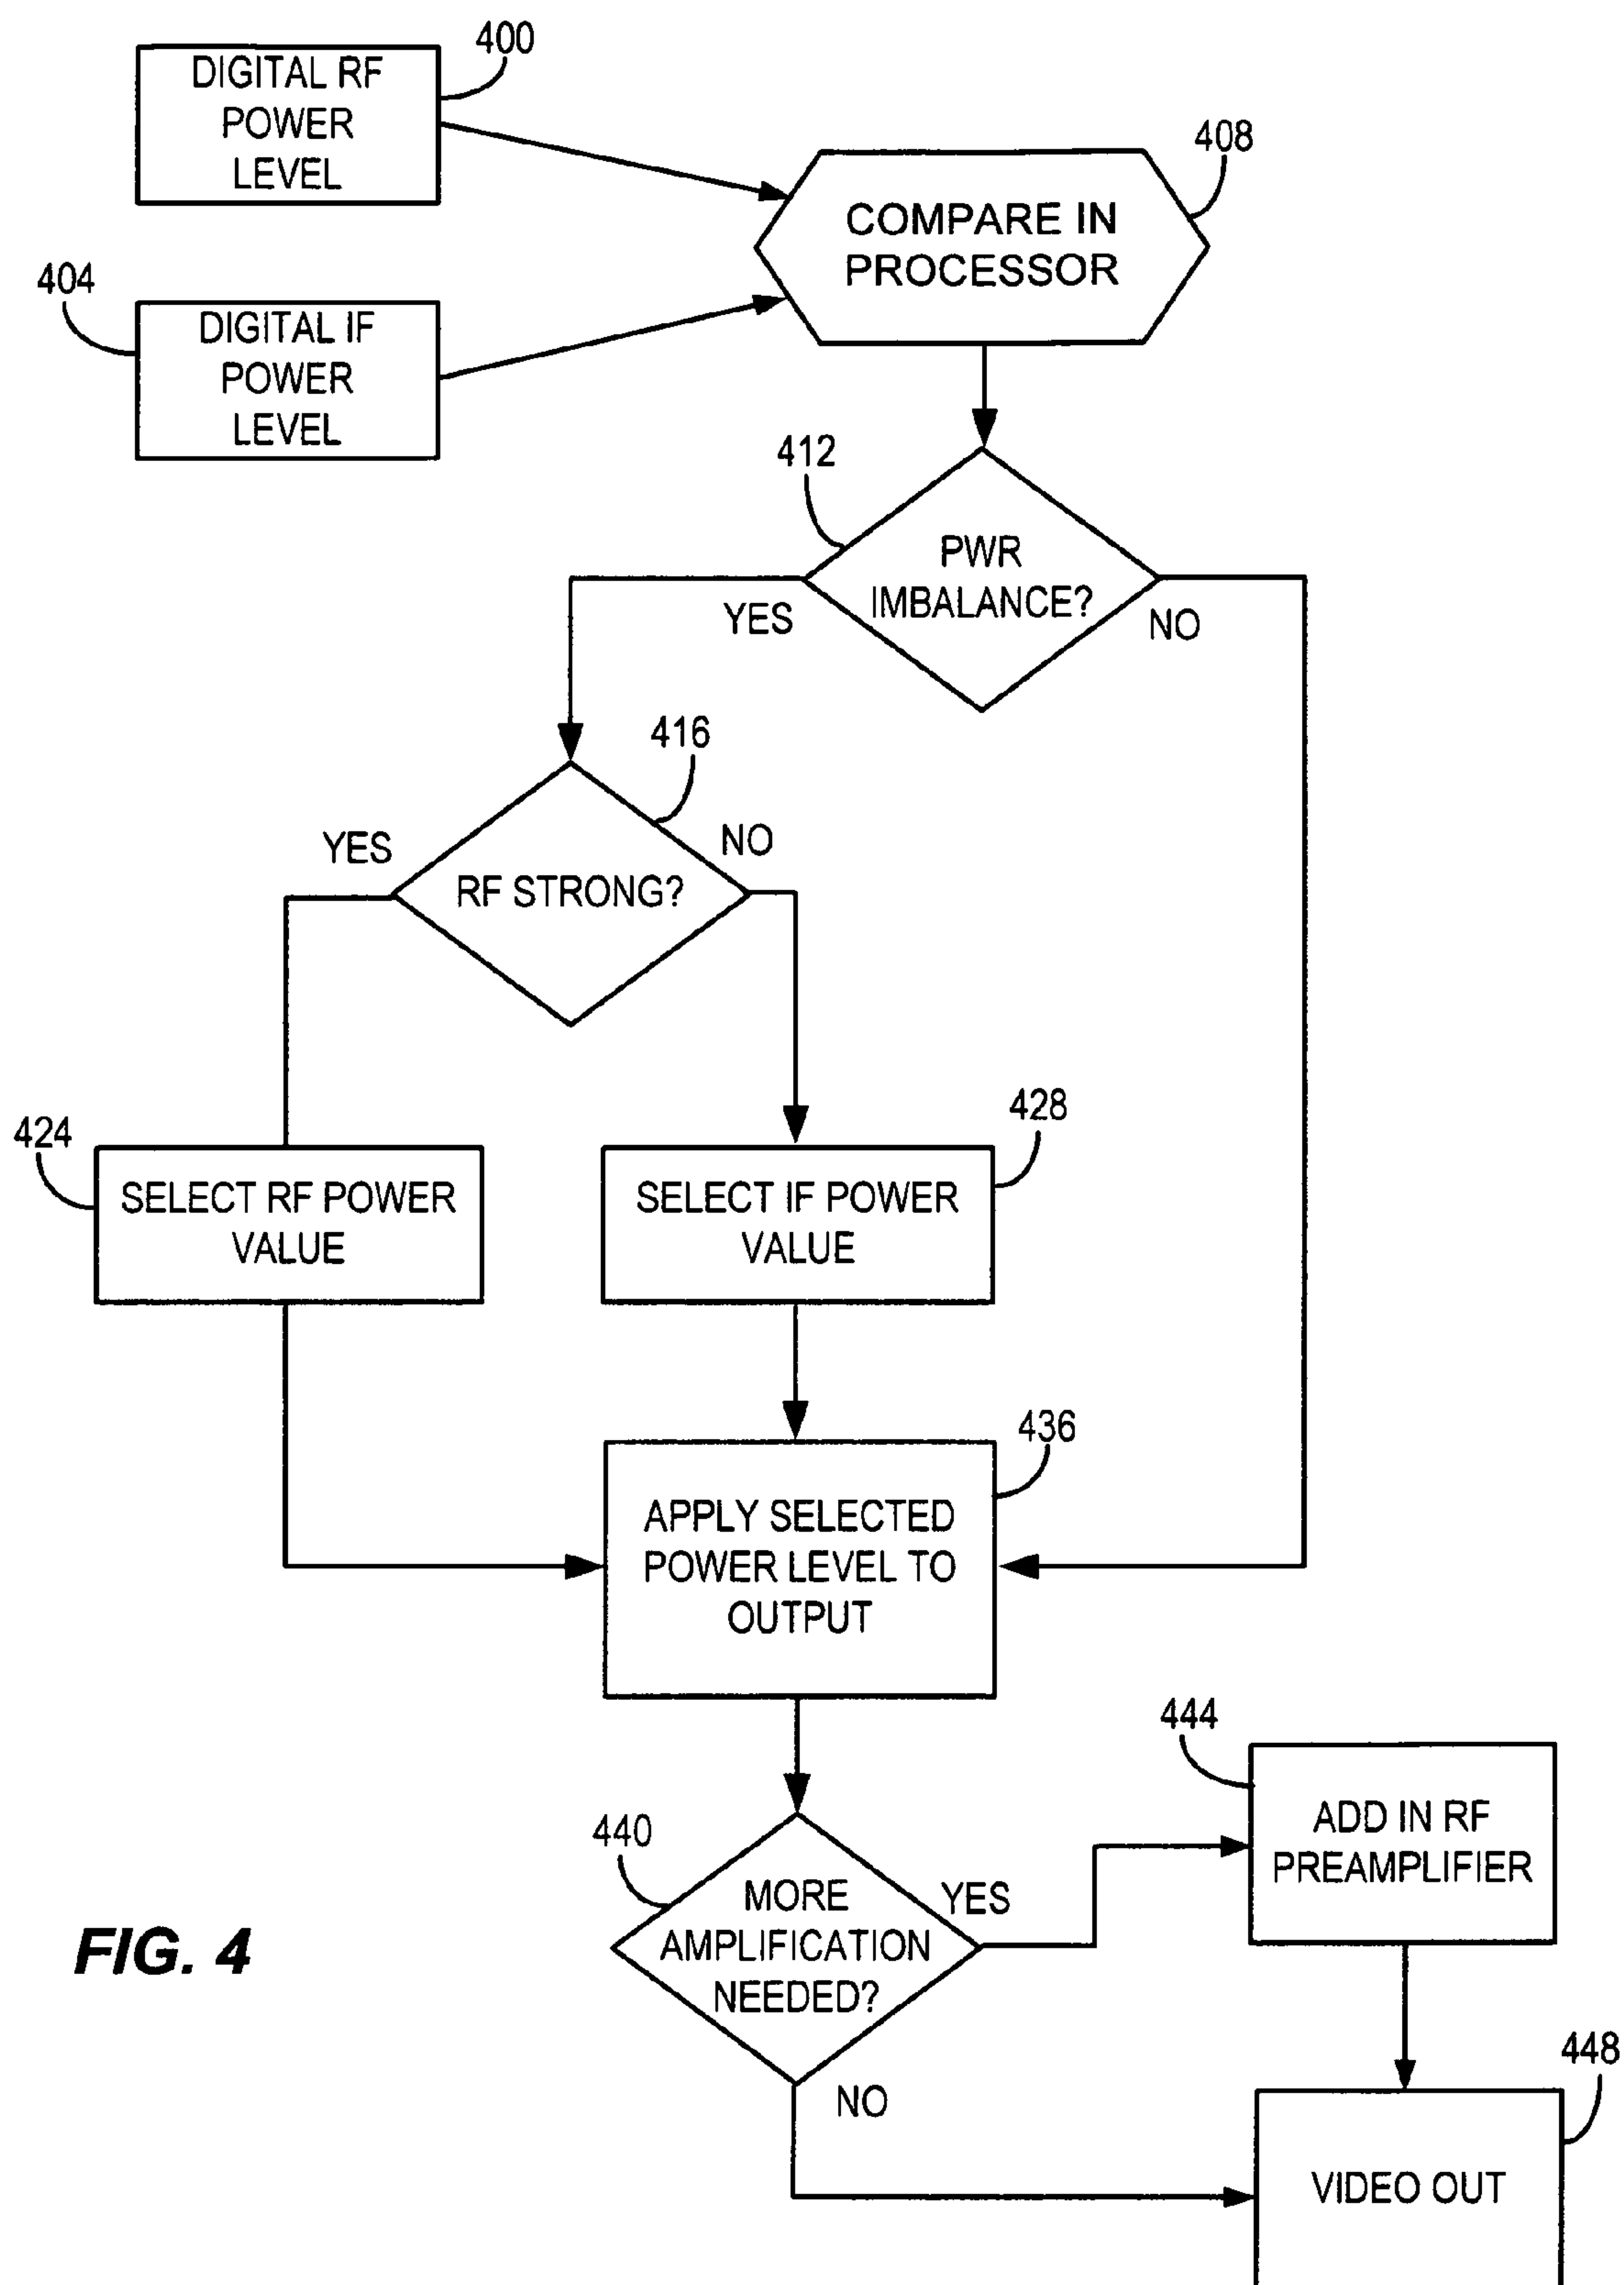 400
DIGITAL RF
POWER
LEVEL
408
COMPARE IN
PROCESSOR
404
DIGITAL IF
POWER
LEVEL
412
PWR
IMBALANCE?
YES
NO
416
YES
NO
RF STRONG?
424
SELECT RF POWER
VALUE
428
SELECT IF POWER
VALUE
436
APPLY SELECTED
POWER LEVEL TO
OUTPUT
444
ADD IN RF
PREAMPLIFIER
440
MORE
AMPLIFICATION
NEEDED?
YES
NO
FIG. 4
448
VIDEO OUT